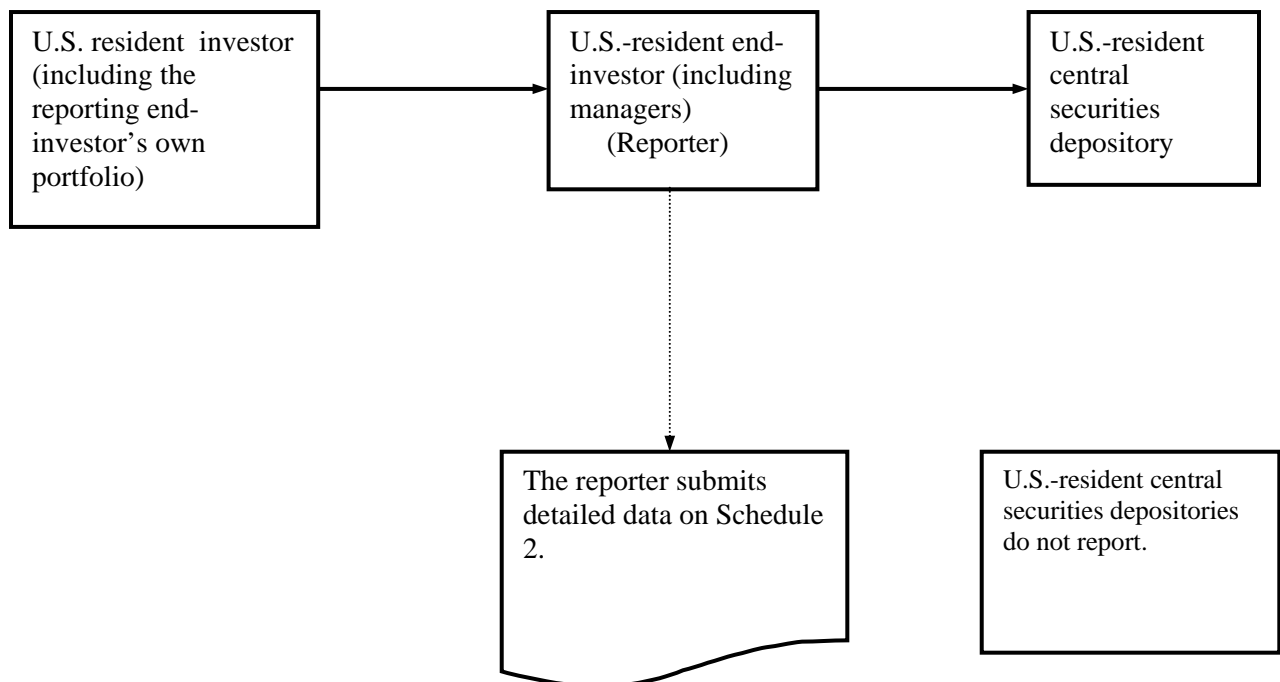 U.S. resident  investor
(including the
reporting end-
investor’s own
portfolio)
U.S.-resident end-
investor (including
managers)
(Reporter)
U.S.-resident
central
securities
depository
The reporter submits
detailed data on Schedule
2.
U.S.-resident central
securities depositories
do not report.